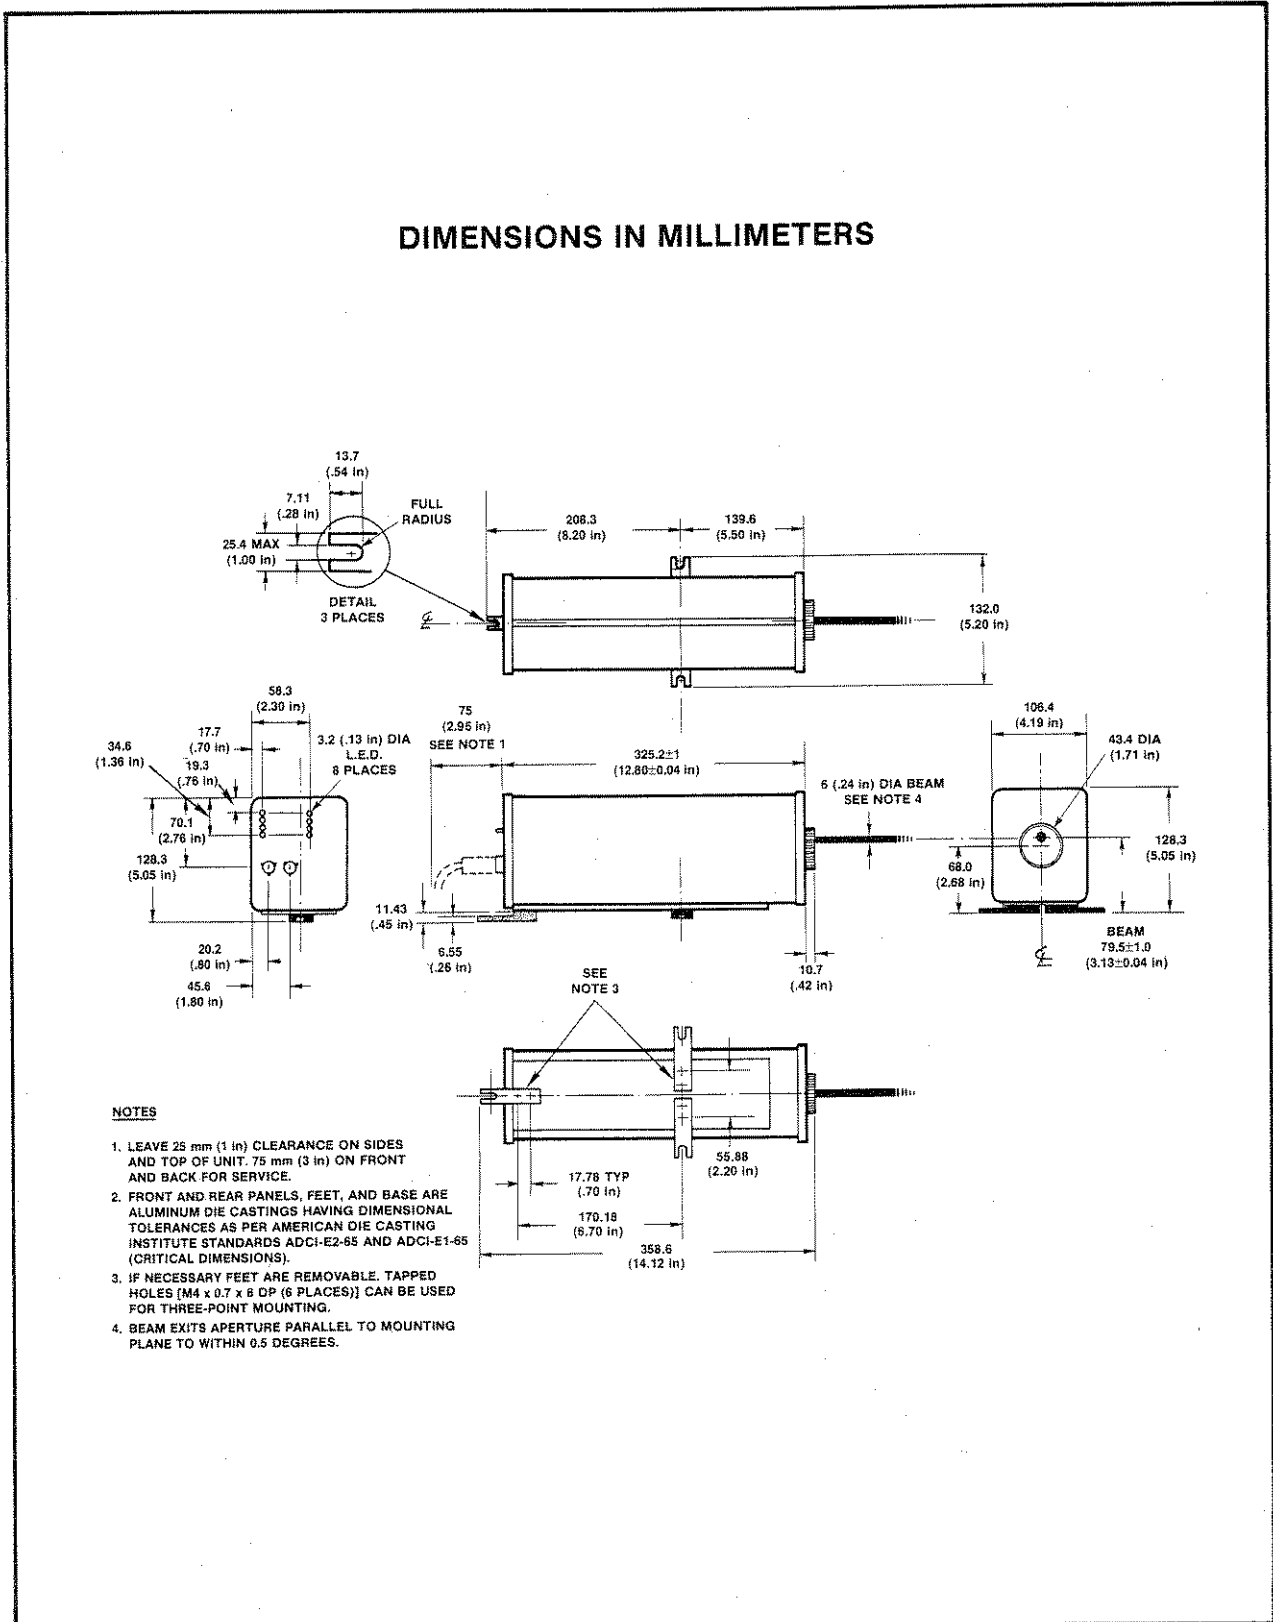 DIMENSIONS IN MILLIMETERS
13.7
(.54 in)
7.11
(.28 in)
FULL
RADIUS
25.4 MAX
(1.00 in)
DETAIL
3 PLACES
208.3
(8.20 in)
139.6
(5.50 in)
132.0
(5.20 in)
58.3
(2.30 in)
17.7
(.70 in)
34.6
(1.36 in)
19.3
(.76 in)
3.2 (.13 in) DIA
L.E.D.
8 PLACES
70.1
(2.76 in)
128.3
(5.05 in)
20.2
(.80 in)
45.6
(1.80 in)
75
(2.95 in)
SEE NOTE 1
325.2±1
(12.80±0.04 in)
6 (.24 in) DIA BEAM
SEE NOTE 4
11.43
(.45 in)
6.55
(.26 in)
10.7
(.42 in)
106.4
(4.19 in)
43.4 DIA
(1.71 in)
128.3
(5.05 in)
68.0
(2.68 in)
BEAM
79.5±1.0
(3.13±0.04 in)
SEE
NOTE 3
55.88
(2.20 in)
17.78 TYP
(.70 in)
170.18
(6.70 in)
358.6
(14.12 in)
NOTES
1. LEAVE 25 mm (1 in) CLEARANCE ON SIDES
AND TOP OF UNIT. 75 mm (3 in) ON FRONT
AND BACK FOR SERVICE.
2. FRONT AND REAR PANELS, FEET, AND BASE ARE
ALUMINUM DIE CASTINGS HAVING DIMENSIONAL
TOLERANCES AS PER AMERICAN DIE CASTING
INSTITUTE STANDARDS ADCI-E2-65 AND ADCI-E1-65
(CRITICAL DIMENSIONS).
3. IF NECESSARY FEET ARE REMOVABLE. TAPPED
HOLES [M4 x 0.7 x 8 DP (6 PLACES)] CAN BE USED
FOR THREE-POINT MOUNTING.
4. BEAM EXITS APERTURE PARALLEL TO MOUNTING
PLANE TO WITHIN 0.5 DEGREES.